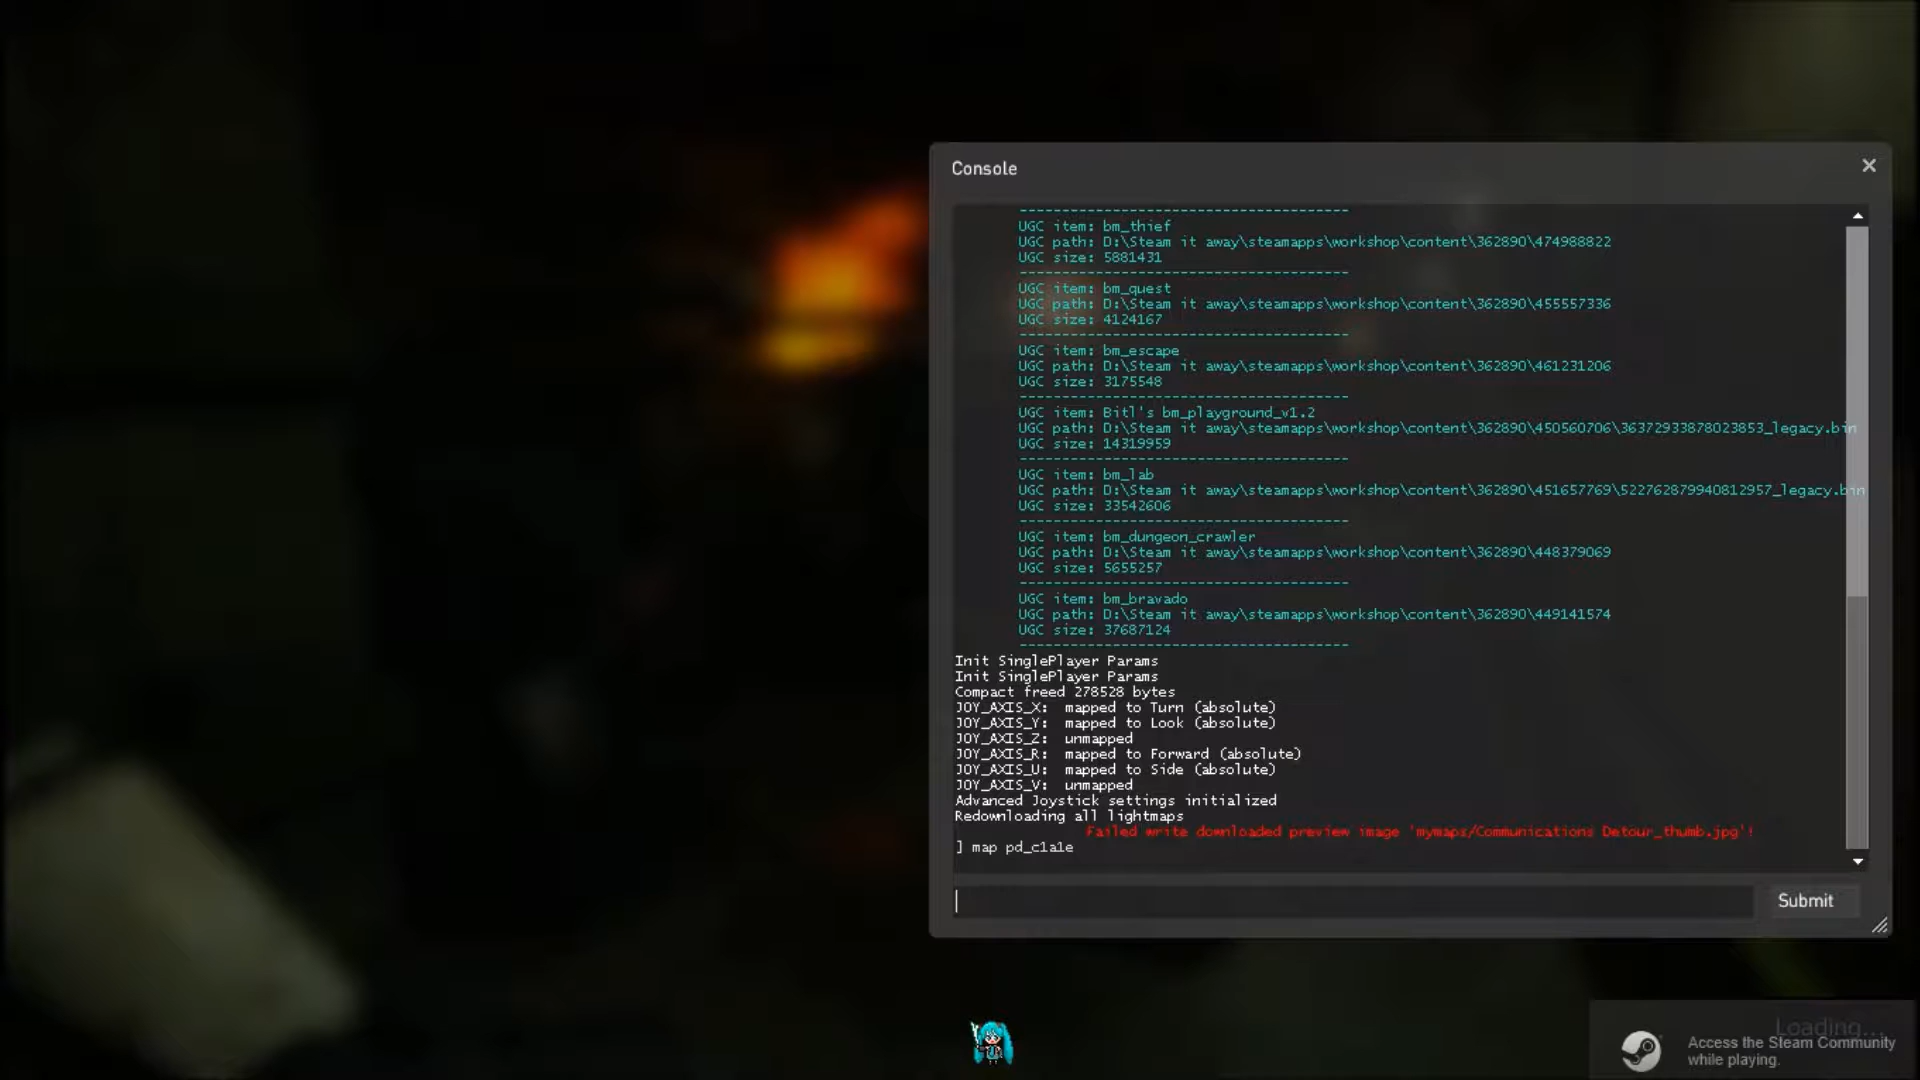 Console
----------------------------------------
UGC item: bm_thief
UGC path: D:\Steam it away\steamapps\workshop\content\362890\474988822
UGC size: 5881431
----------------------------------------
UGC item: bm_quest
UGC path: D:\Steam it away\steamapps\workshop\content\362890\455557336
UGC size: 4124167
----------------------------------------
UGC item: bm_escape
UGC path: D:\Steam it away\steamapps\workshop\content\362890\461231206
UGC size: 3175548
----------------------------------------
UGC item: Bitl's bm_playground_v1.2
UGC path: D:\Steam it away\steamapps\workshop\content\362890\450560706\36372933878023853_legacy.bin
UGC size: 14319959
----------------------------------------
UGC item: bm_lab
UGC path: D:\Steam it away\steamapps\workshop\content\362890\451657769\522762879940812957_legacy.bin
UGC size: 33542606
----------------------------------------
UGC item: bm_dungeon_crawler
UGC path: D:\Steam it away\steamapps\workshop\content\362890\448379069
UGC size: 5655257
----------------------------------------
UGC item: bm_bravado
UGC path: D:\Steam it away\steamapps\workshop\content\362890\449141574
UGC size: 37687124
----------------------------------------
Init SinglePlayer Params
Init SinglePlayer Params
Compact freed 278528 bytes
JOY_AXIS_X: mapped to Turn (absolute)
JOY_AXIS_Y: mapped to Look (absolute)
JOY_AXIS_Z: unmapped
JOY_AXIS_R: mapped to Forward (absolute)
JOY_AXIS_U: mapped to Side (absolute)
JOY_AXIS_V: unmapped
Advanced Joystick settings initialized
Redownloading all lightmaps
Failed write downloaded preview image 'mymaps/Communications Detour_thumb.jpg'!
] map pd_c1a1e
Submit
Loading...
Access the Steam Community
while playing.